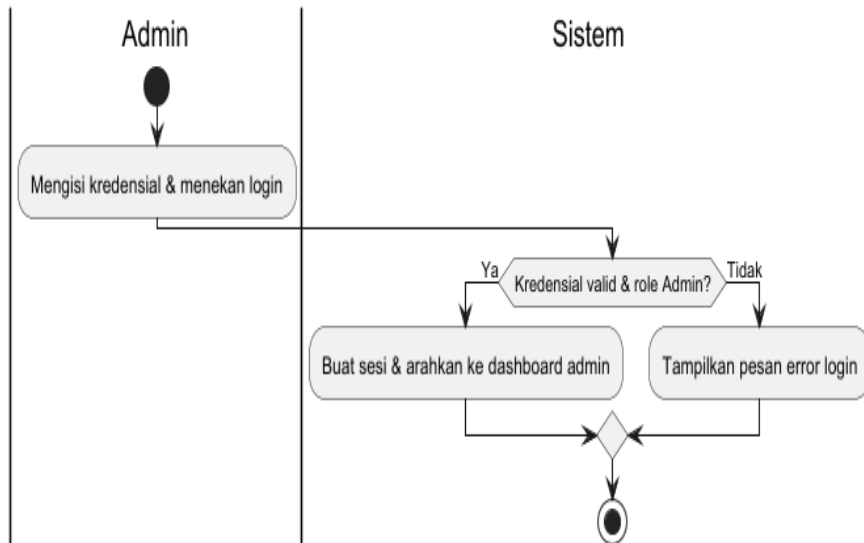 Admin
Sistem
Mengisi kredensial & menekan login
Ya
Kredensial valid & role Admin?
Tidak
Buat sesi & arahkan ke dashboard admin
Tampilkan pesan error login